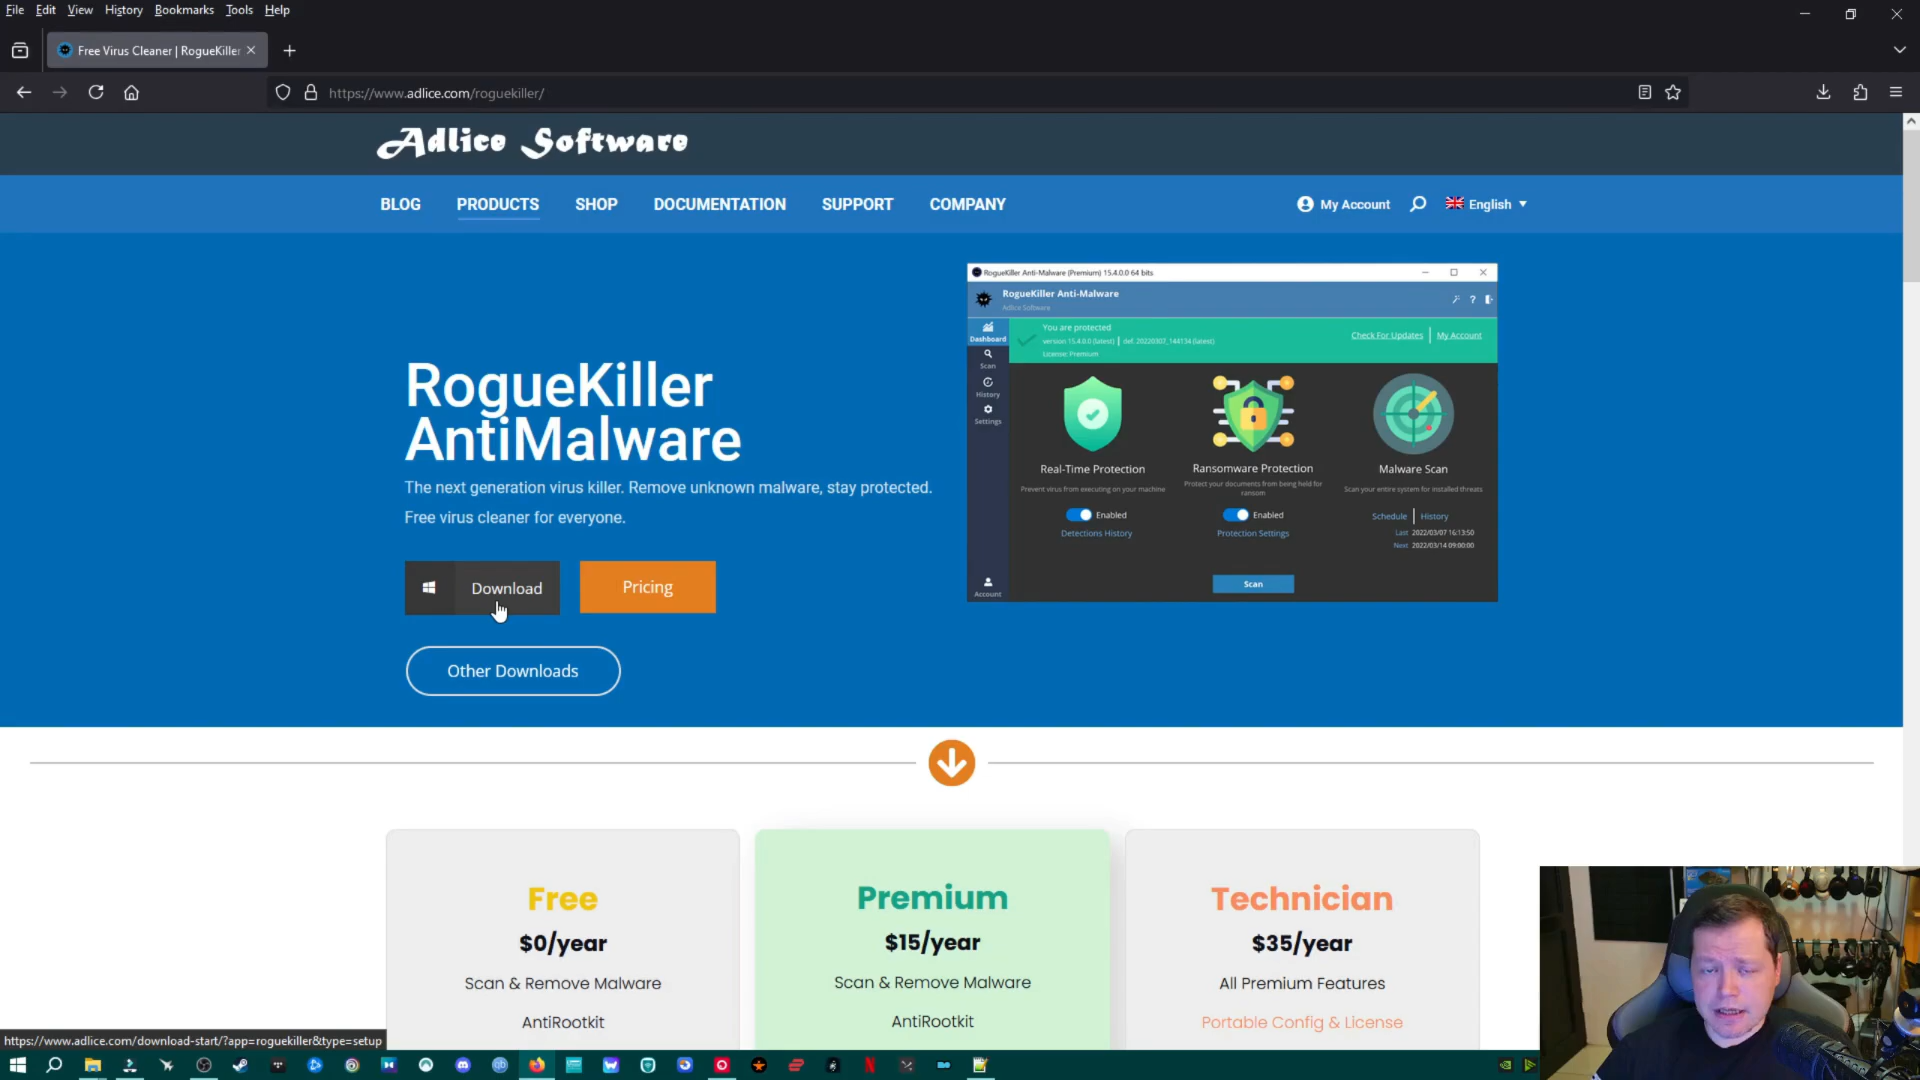 File Edit View History Bookmarks Tools Help
Free Virus Cleaner | RogueKiller
https://www.adlice.com/roguekiller/
Adlice Software
BLOG PRODUCTS SHOP DOCUMENTATION SUPPORT COMPANY My Account English
RogueKiller
AntiMalware
The next generation virus killer. Remove unknown malware, stay protected.
Free virus cleaner for everyone.
Download Pricing
Other Downloads
RogueKiller Anti-Malware (Premium) 15.4.0.0 64 bits
RogueKiller Anti-Malware
Adlice Software
You are protected
version 15.4.0.0 (latest) | def. 20220307_144134 (latest)
License: Premium
Check For Updates My Account
Dashboard
Scan
History
Settings
Account
Real-Time Protection
Prevent virus from executing on your machine
Enabled
Detections History
Ransomware Protection
Protect your documents from being held for
ransom
Enabled
Protection Settings
Malware Scan
Scan your entire system for installed threats
Schedule History
Last 2022/03/07 16:13:50
Next 2022/03/14 09:00:00
Scan
Free
$0/year
Scan & Remove Malware
AntiRootkit
Premium
$15/year
Scan & Remove Malware
AntiRootkit
Technician
$35/year
All Premium Features
Portable Config & License
https://www.adlice.com/download-start/?app=roguekiller&type=setup